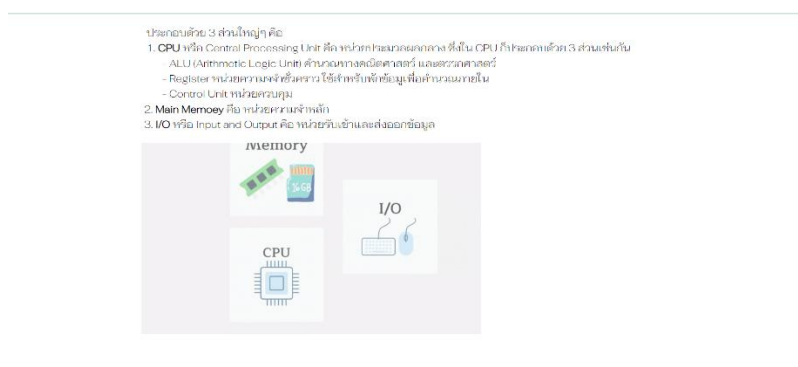 ประกอบด้วย 3 ส่วนใหญ่ๆ คือ
1. CPU หรือ Central Processing Unit คือ หน่วยประมวลผลกลาง ซึ่งใน CPU ก็ประกอบด้วย 3 ส่วนเช่นกัน
- ALU (Arithmetic Logic Unit) คำนวณทางคณิตศาสตร์ และตรรกศาสตร์
- Register หน่วยความจำชั่วคราว ใช้สำหรับพักข้อมูลเพื่อคำนวณภายใน
- Control Unit หน่วยควบคุม
2. Main Memoey คือ หน่วยความจำหลัก
3. I/O หรือ Input and Output คือ หน่วยรับเข้าและส่งออกข้อมูล
Memory
16 GB
I/O
CPU